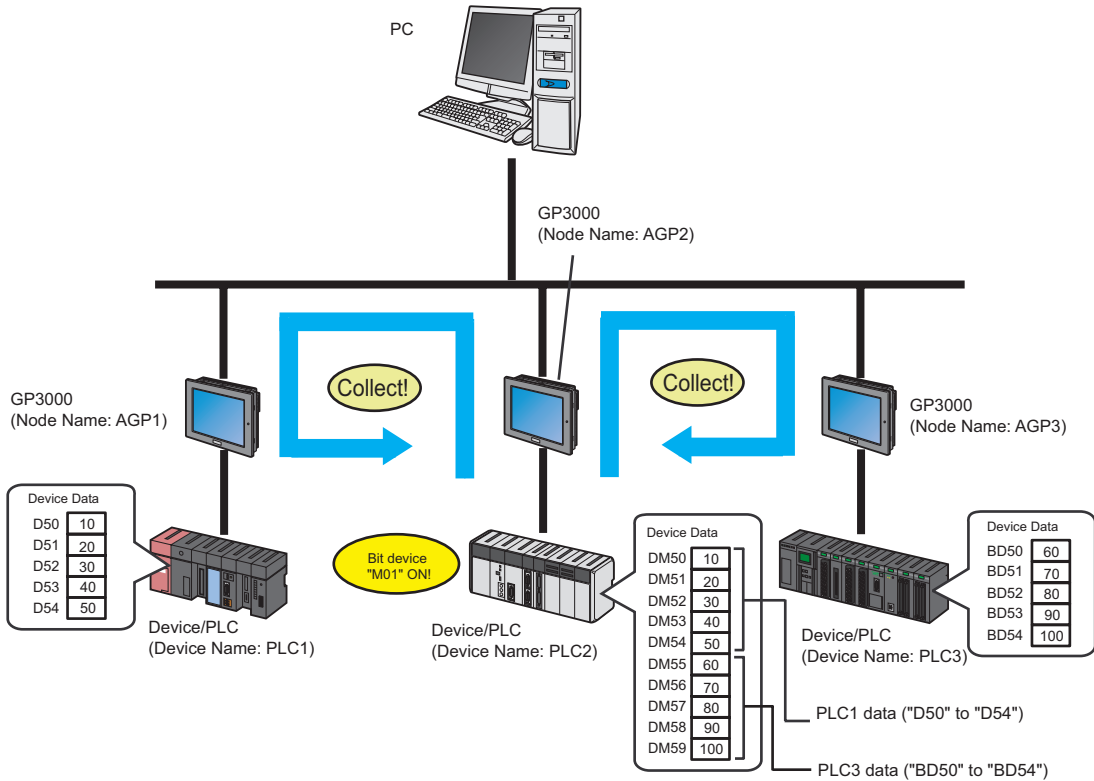 PC
GP3000
(Node Name: AGP2)
Collect!
Collect!
GP3000
(Node Name: AGP1)
GP3000
(Node Name: AGP3)
Device Data
D50 10
D51 20
D52 30
D53 40
D54 50
Device/PLC
(Device Name: PLC1)
Bit device
"M01" ON!
Device/PLC
(Device Name: PLC2)
Device Data
DM50 10
DM51 20
DM52 30
DM53 40
DM54 50
DM55 60
DM56 70
DM57 80
DM58 90
DM59 100
Device/PLC
(Device Name: PLC3)
Device Data
BD50 60
BD51 70
BD52 80
BD53 90
BD54 100
PLC1 data ("D50" to "D54")
PLC3 data ("BD50" to "BD54")